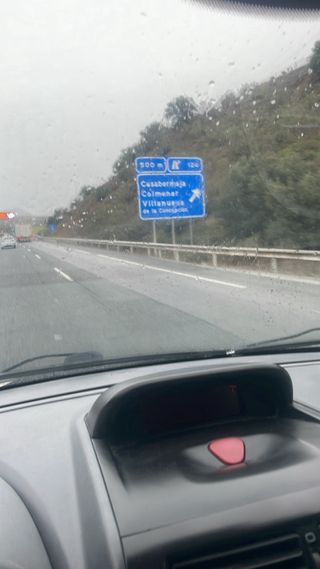 500 m 124
Casabermeja
Colmenar
Villanueva
de la Concepción